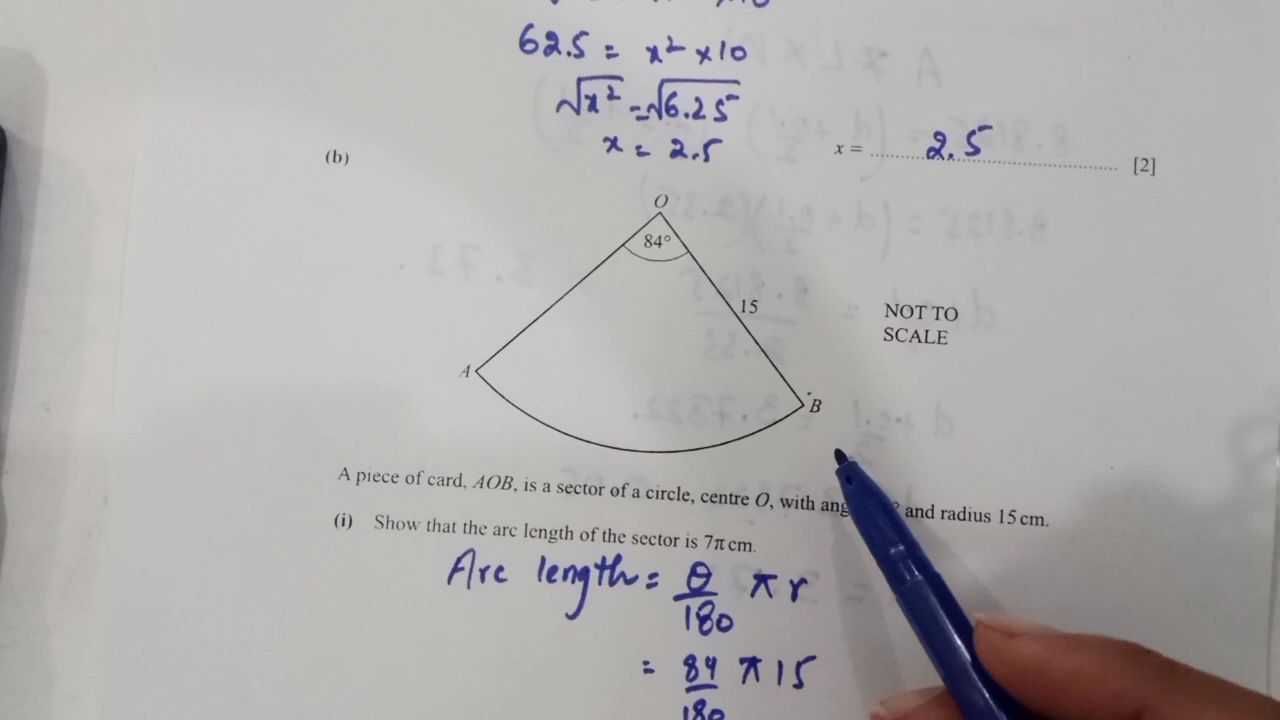 62.5 = x² × 10
√x² = √6.25
x = 2.5
x = .......... 2.5 .......... [2]
(b)
O
84°
15
NOT TO
SCALE
A
B
A piece of card, AOB, is a sector of a circle, centre O, with and radius 15 cm.
(i) Show that the arc length of the sector is 7π cm.
Arc length = θ/180 π r
= 84/180 π 15